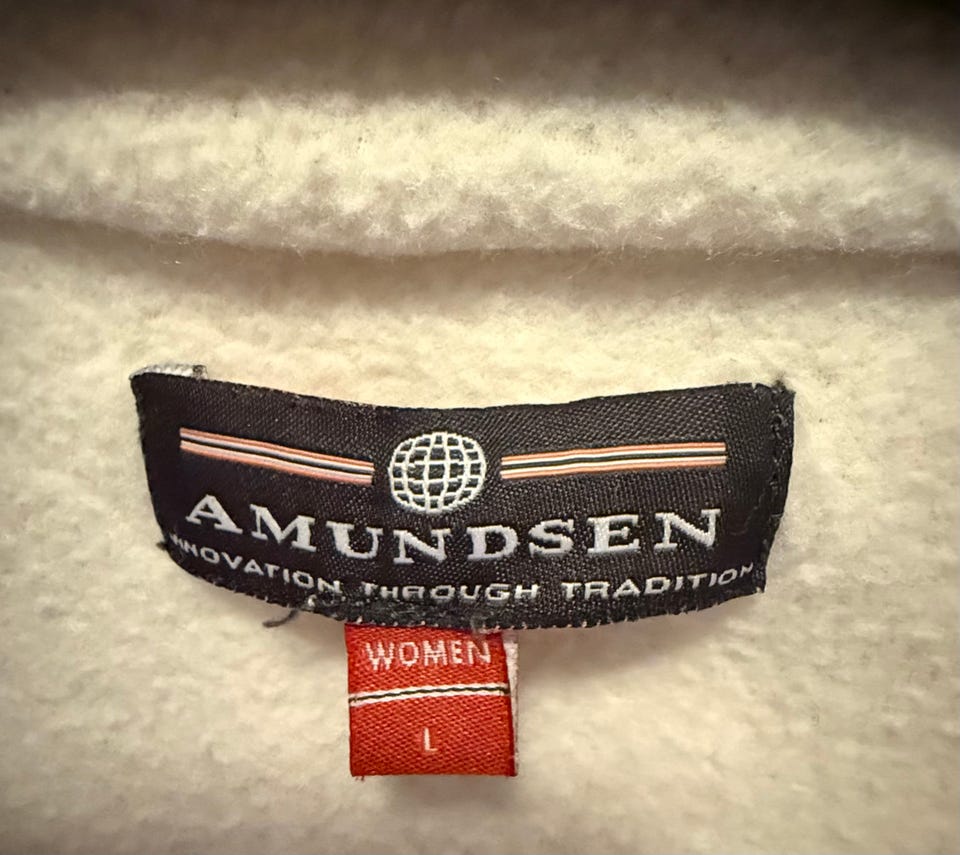 AMUNDSEN
INNOVATION THROUGH TRADITION
WOMEN
L